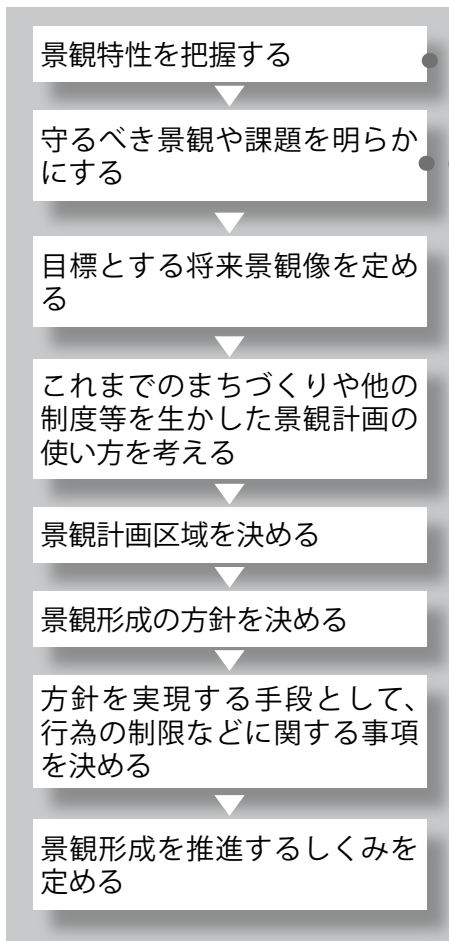 景観特性を把握する
守るべき景観や課題を明らか
にする
目標とする将来景観像を定め
る
これまでのまちづくりや他の
制度等を生かした景観計画の
使い方を考える
景観計画区域を決める
景観形成の方針を決める
方針を実現する手段として、
行為の制限などに関する事項
を決める
景観形成を推進するしくみを
定める